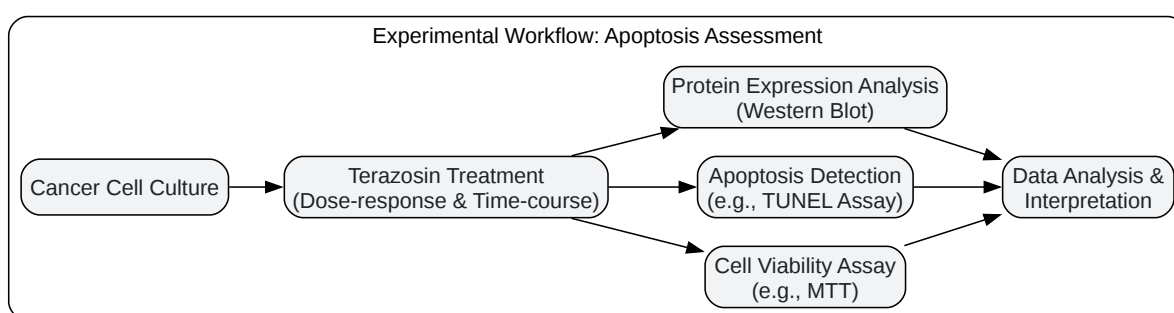 Experimental Workflow: Apoptosis Assessment
Cancer Cell Culture
Terazosin Treatment
(Dose-response & Time-course)
Protein Expression Analysis
(Western Blot)
Apoptosis Detection
(e.g., TUNEL Assay)
Cell Viability Assay
(e.g., MTT)
Data Analysis &
Interpretation